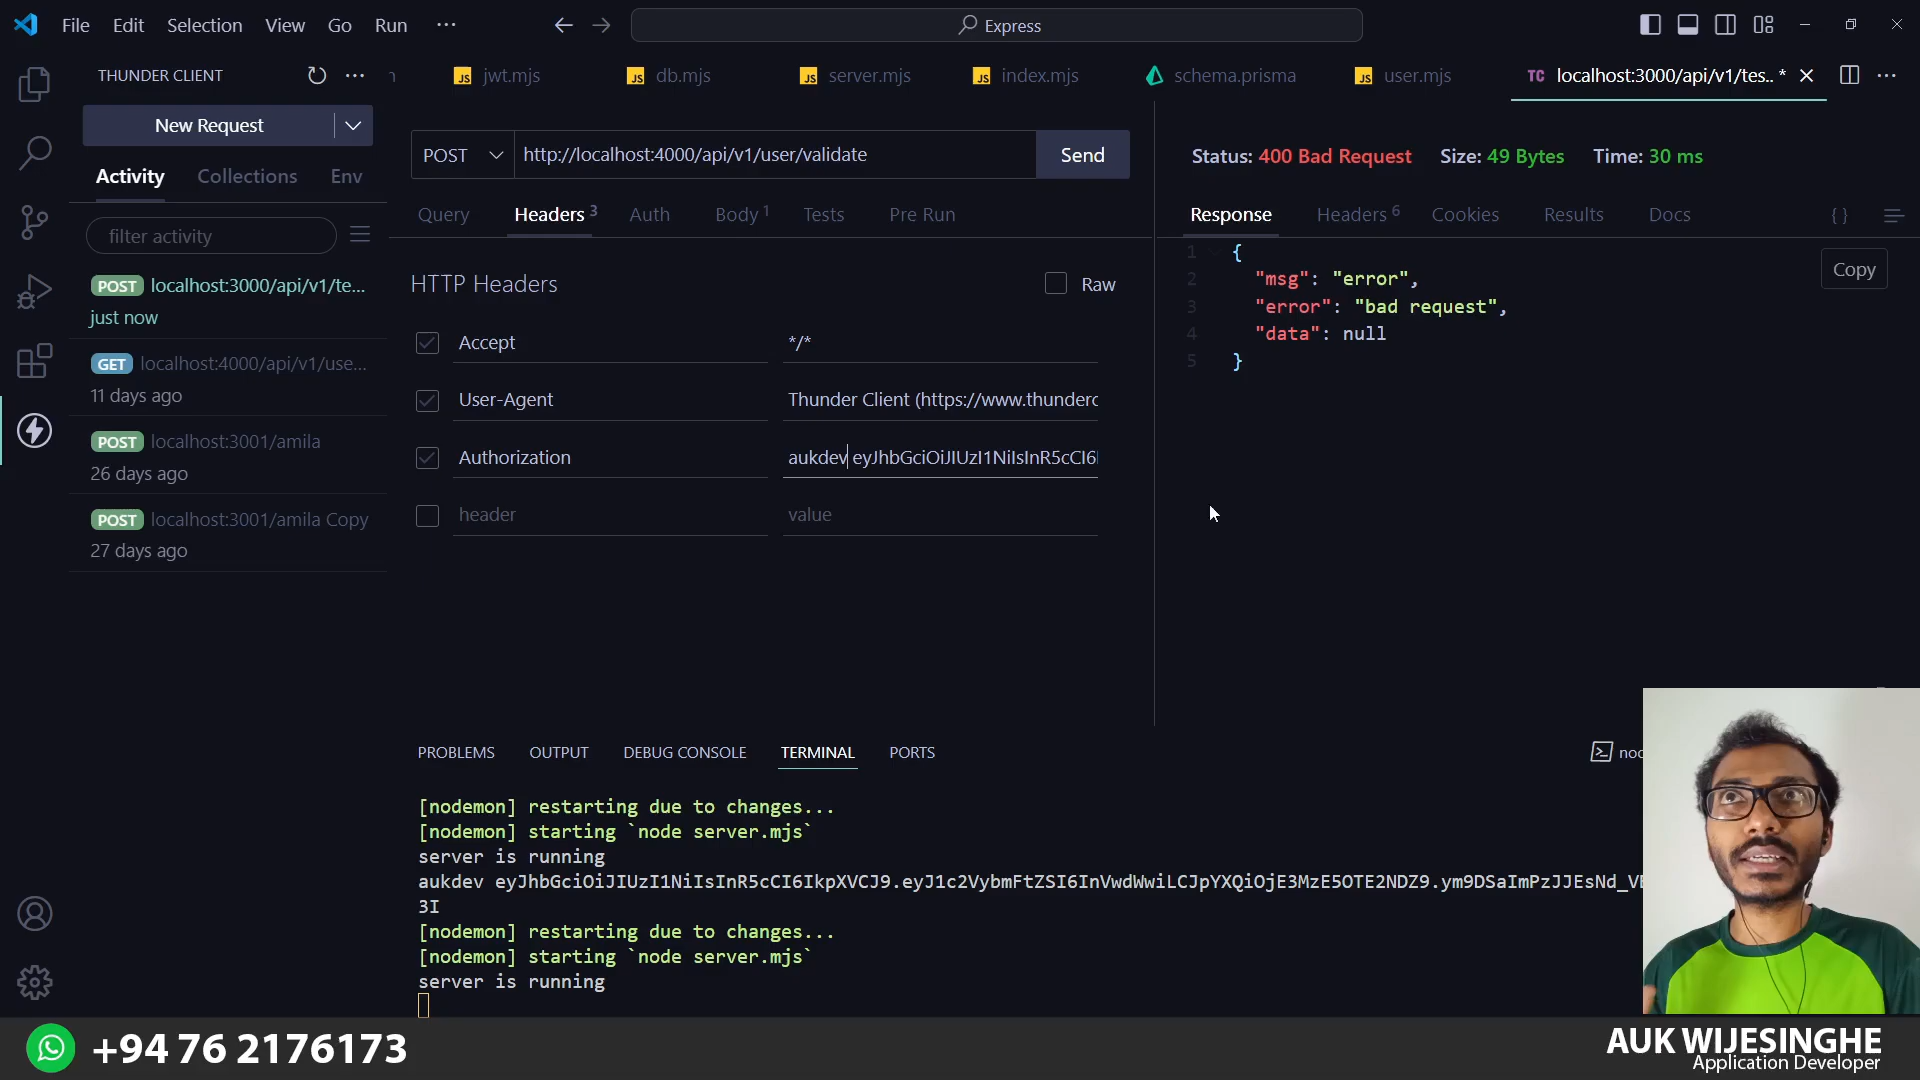 File Edit Selection View Go Run ... Express
THUNDER CLIENT ...
jwt.mjs db.mjs server.mjs index.mjs schema.prisma user.mjs TC localhost:3000/api/v1/tes.. *
New Request
POST http://localhost:4000/api/v1/user/validate Send
Status: 400 Bad Request Size: 49 Bytes Time: 30 ms
Activity Collections Env
Query Headers 3 Auth Body 1 Tests Pre Run
Response Headers 6 Cookies Results Docs { }
filter activity
POST localhost:3000/api/v1/te...
just now
GET localhost:4000/api/v1/use...
11 days ago
POST localhost:3001/amila
26 days ago
POST localhost:3001/amila Copy
27 days ago
HTTP Headers Raw
Accept */*
User-Agent Thunder Client (https://www.thunderc
Authorization aukdev eyJhbGciOiJIUzI1NiIsInR5cCI6I
header value
1 {
2 "msg": "error",
3 "error": "bad request",
4 "data": null
5 }
Copy
PROBLEMS OUTPUT DEBUG CONSOLE TERMINAL PORTS
[nodemon] restarting due to changes...
[nodemon] starting `node server.mjs`
server is running
aukdev eyJhbGciOiJIUzI1NiIsInR5cCI6IkpXVCJ9.eyJ1c2VybmFtZSI6InVwdWwiLCJpYXQiOjE3MzE5OTE2NDZ9.ym9DSaImPzJJEsNd_VE
3I
[nodemon] restarting due to changes...
[nodemon] starting `node server.mjs`
server is running
+94 76 2176173
AUK WIJESINGHE
Application Developer